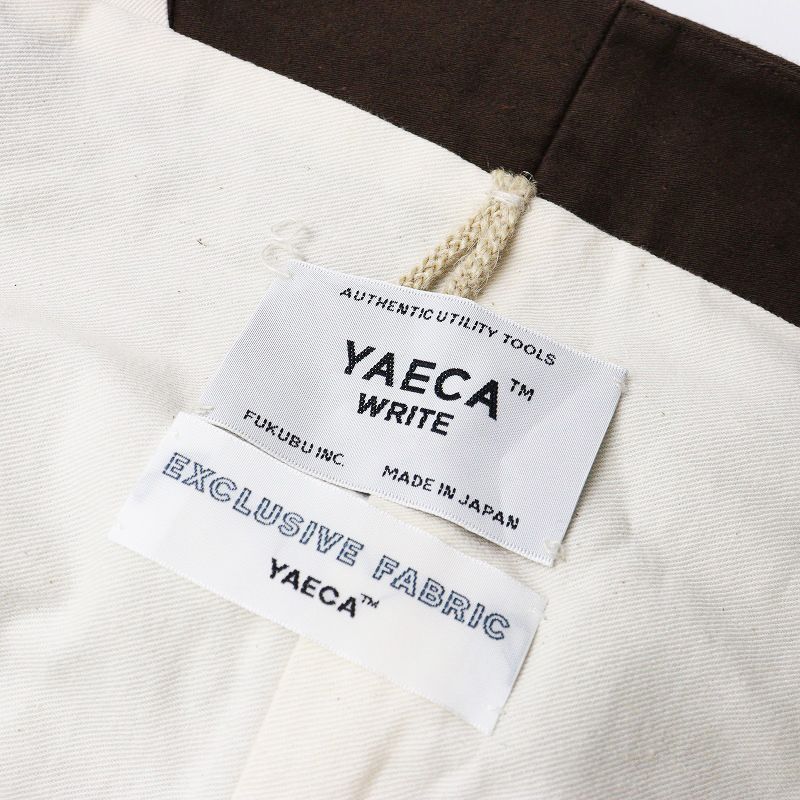 AUTHENTIC UTILITY TOOLS
YAECA™
WRITE
FUKUBU INC. MADE IN JAPAN
EXCLUSIVE FABRIC
YAECA™